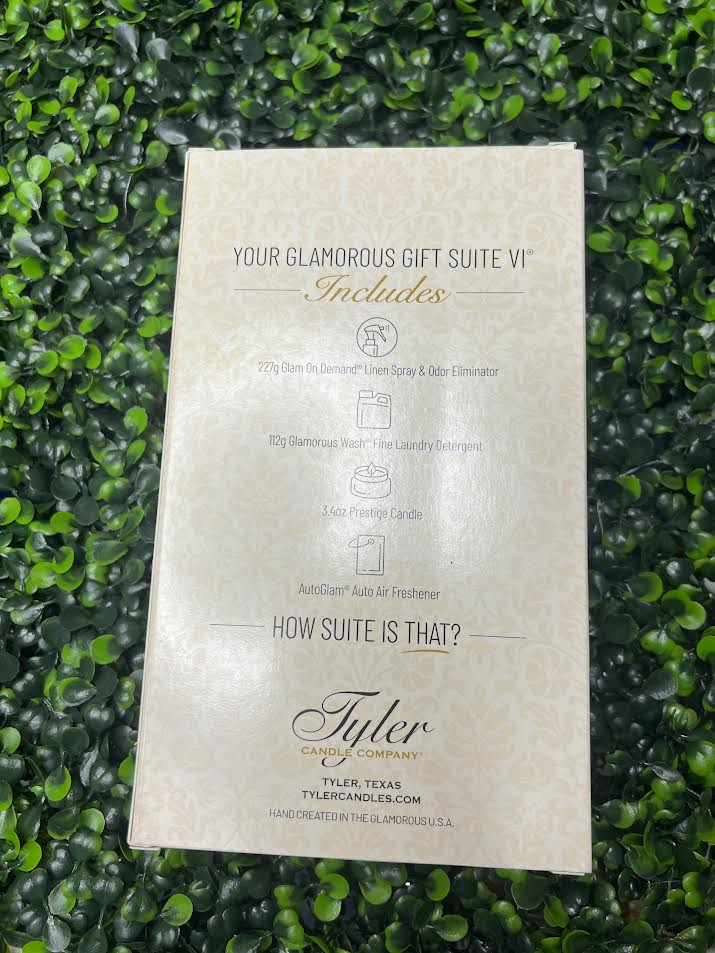 YOUR GLAMOROUS GIFT SUITE VI®
Includes
227g Glam On Demand® Linen Spray & Odor Eliminator
112g Glamorous Wash® Fine Laundry Detergent
3.4oz Prestige Candle
AutoGlam® Auto Air Freshener
HOW SUITE IS THAT?
Tyler
CANDLE COMPANY®
TYLER, TEXAS
TYLERCANDLES.COM
HAND CREATED IN THE GLAMOROUS U.S.A.